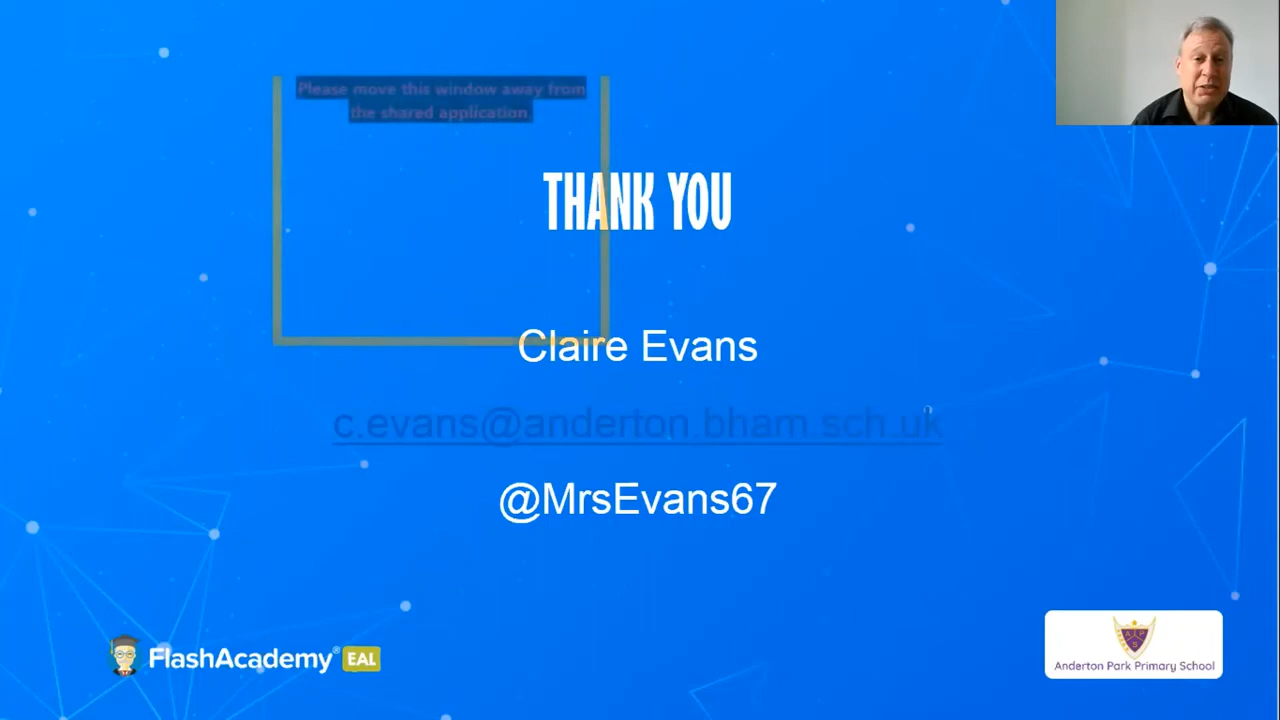 Please move this window away from
the shared application.
THANK YOU
Claire Evans
c.evans@anderton.bham.sch.uk
@MrsEvans67
FlashAcademy® EAL
A P
S
Anderton Park Primary School